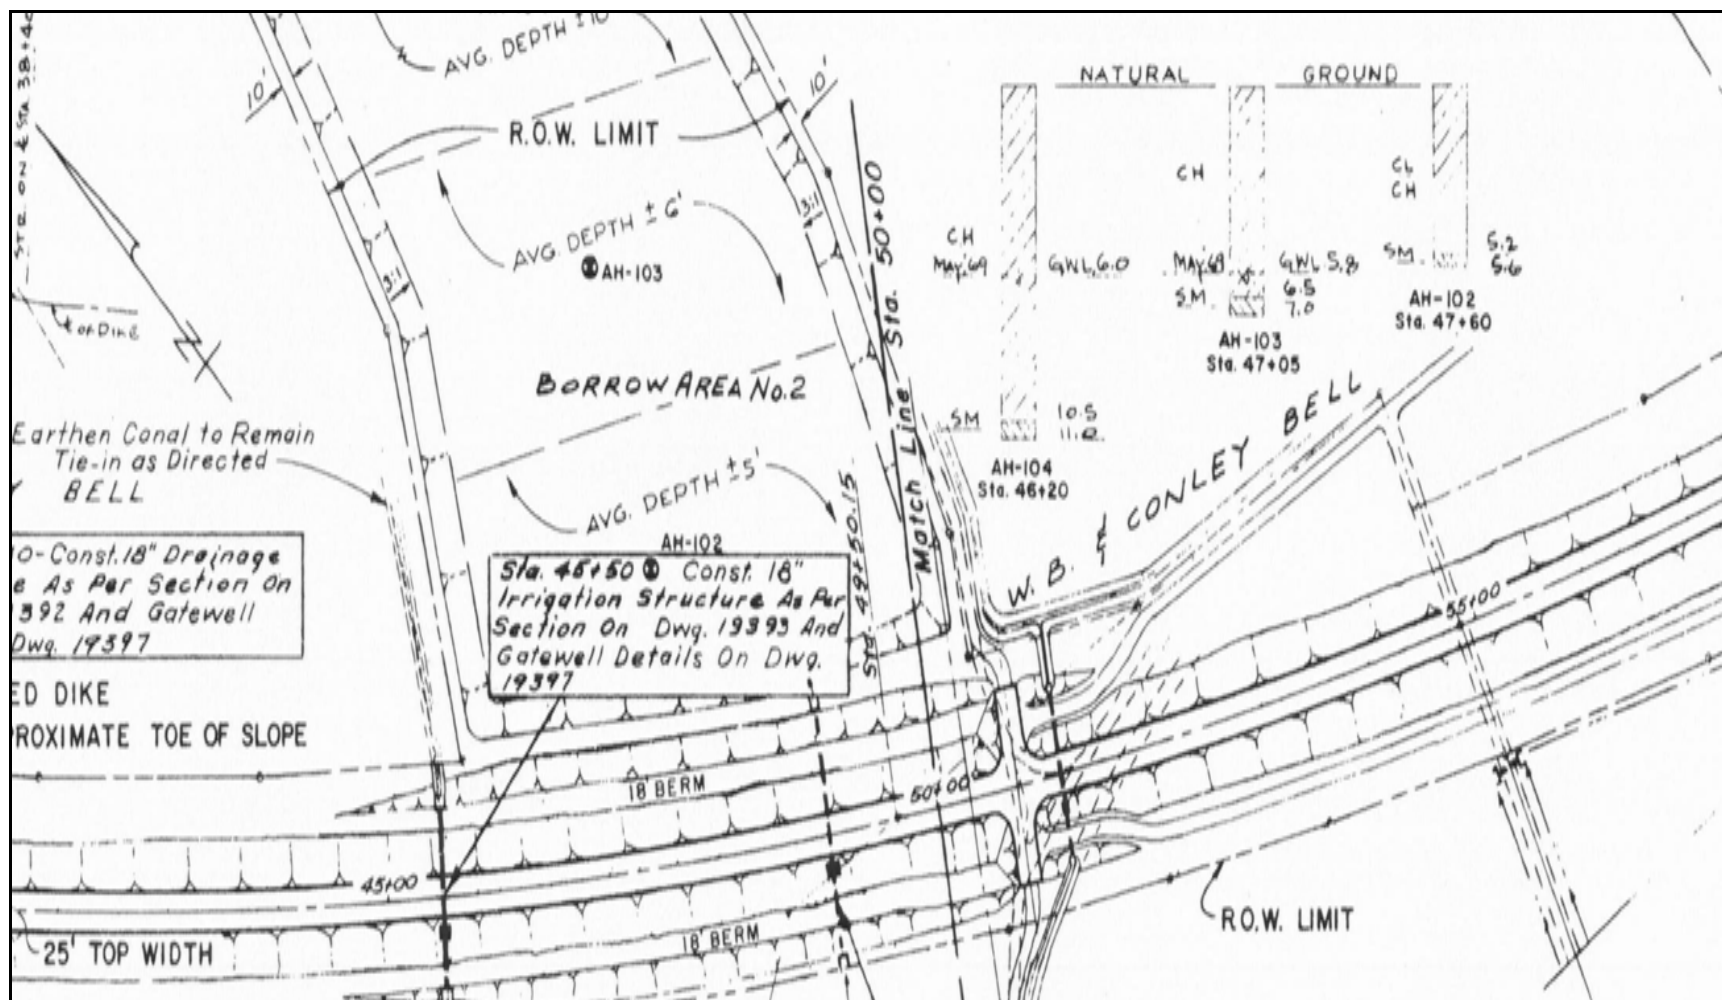 STR. ON ℄ STA 38+40
10'
AVG. DEPTH ±10'
10'
R.O.W. LIMIT
NATURAL GROUND
CH
CL
CH
AVG. DEPTH ± 6'
AH-103
3:1
3:1
Sta. 50+00
Match Line
CH
MAY '69 GWL 6.0
MAY '69 GWL 5.8
SM 6.5
7.0
SM 5.2
5.6
AH-102
Sta. 47+60
AH-103
Sta. 47+05
℄ OF DIKE
BORROW AREA No. 2
SM 10.5
11.0
AH-104
Sta. 46+20
Earthen Canal to Remain
Tie-in as Directed
BELL
AVG. DEPTH ±5'
W. B. & CONLEY BELL
AH-102
Sta 49+50.15
10-Const. 18" Drainage
e As Per Section On
392 And Gatewell
Dwg. 19397
Sta. 45+50 Const. 18"
Irrigation Structure As Per
Section On Dwg. 19393 And
Gatewell Details On Dwg.
19397
55+00
ED DIKE
ROXIMATE TOE OF SLOPE
18' BERM
50+00
45+00
25' TOP WIDTH
18' BERM
R.O.W. LIMIT